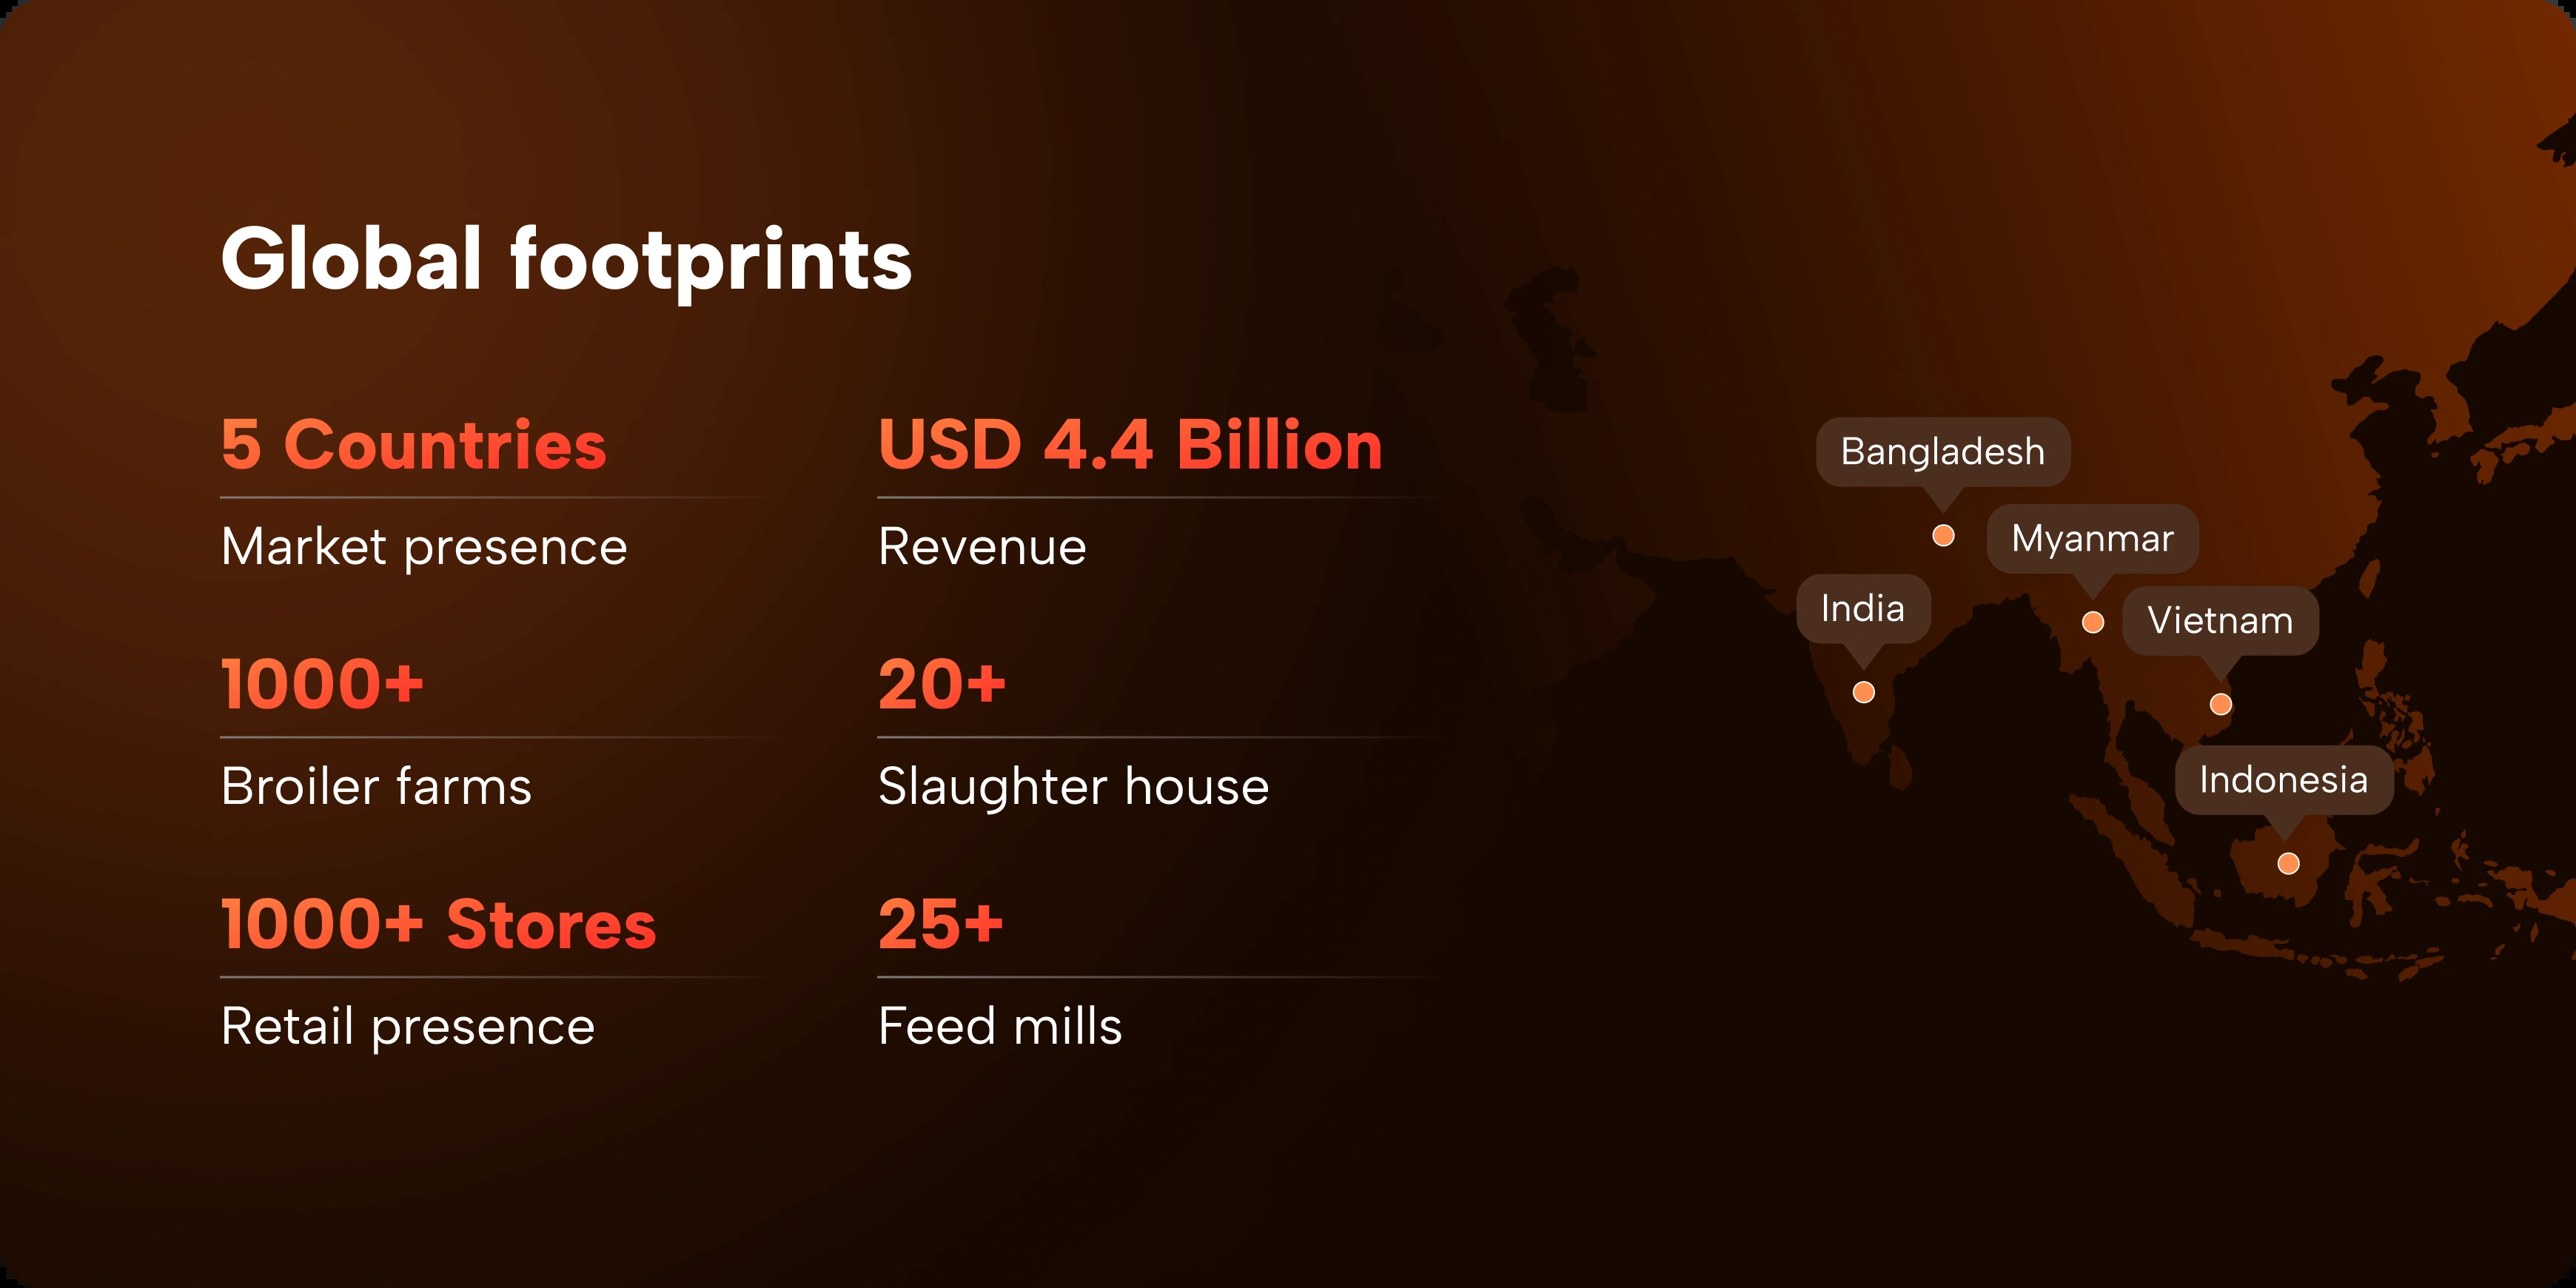 Global footprints
5 Countries
Market presence
USD 4.4 Billion
Revenue
1000+
Broiler farms
20+
Slaughter house
1000+ Stores
Retail presence
25+
Feed mills
Bangladesh
Myanmar
India
Vietnam
Indonesia